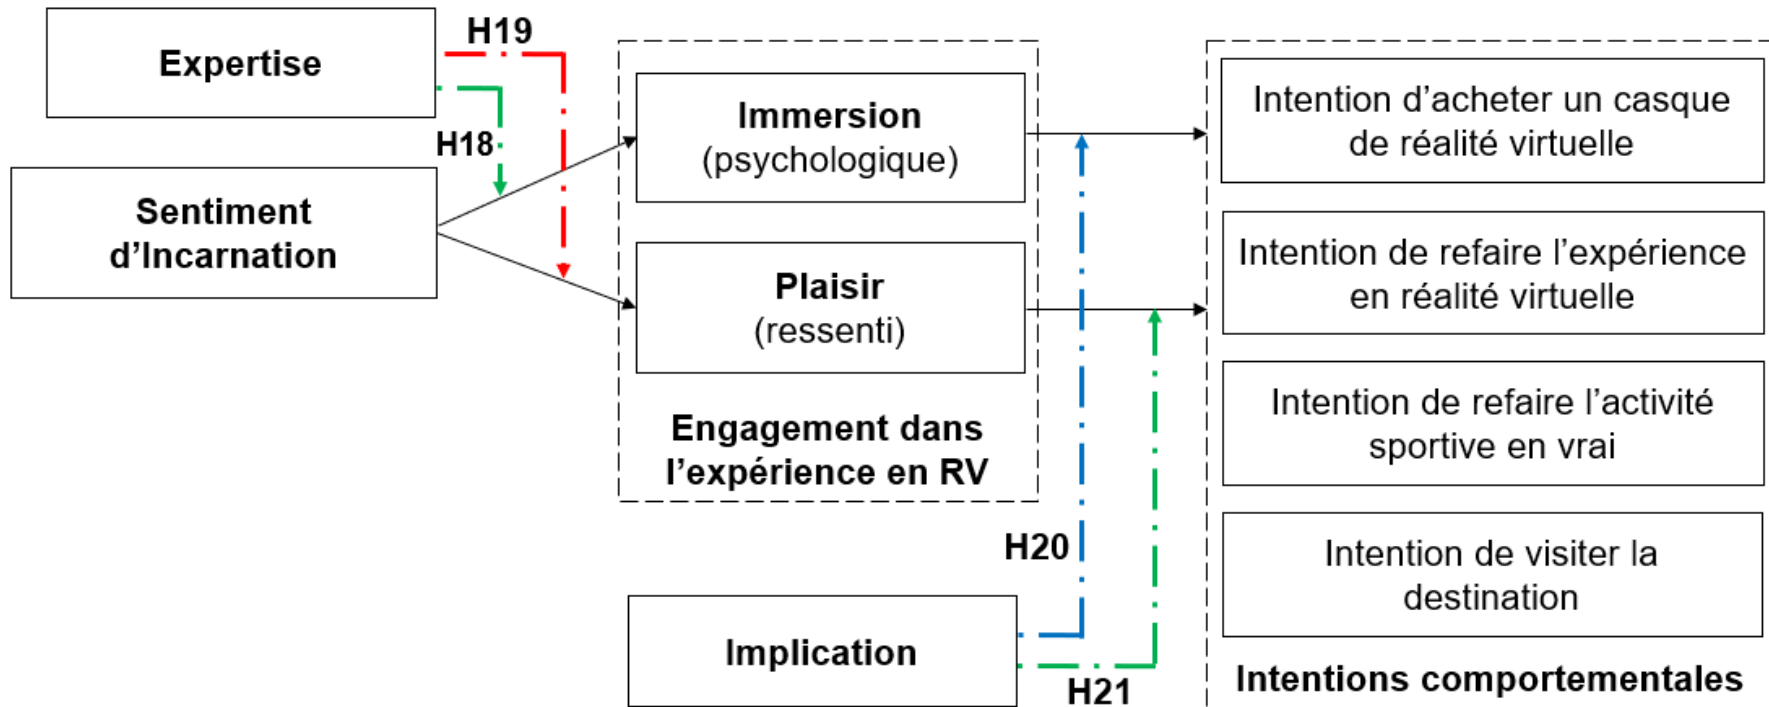 H19
Expertise
H18
Sentiment
d’Incarnation
Immersion
(psychologique)
Plaisir
(ressenti)
Engagement dans
l’expérience en RV
H20
Implication
H21
Intention d’acheter un casque
de réalité virtuelle
Intention de refaire l’expérience
en réalité virtuelle
Intention de refaire l’activité
sportive en vrai
Intention de visiter la
destination
Intentions comportementales